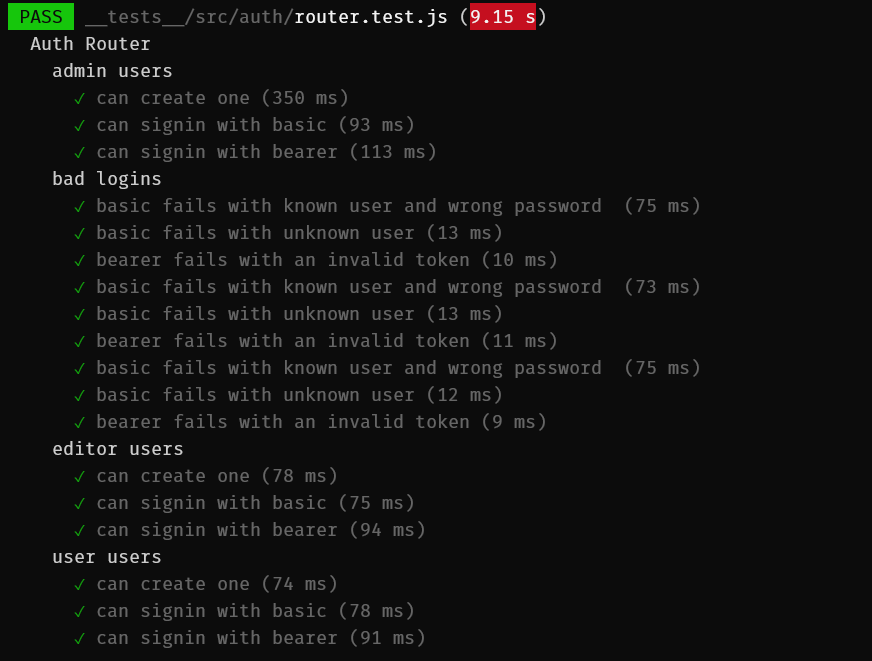 PASS __tests__/src/auth/router.test.js (9.15 s)
Auth Router
admin users
✓ can create one (350 ms)
✓ can signin with basic (93 ms)
✓ can signin with bearer (113 ms)
bad logins
✓ basic fails with known user and wrong password  (75 ms)
✓ basic fails with unknown user (13 ms)
✓ bearer fails with an invalid token (10 ms)
✓ basic fails with known user and wrong password  (73 ms)
✓ basic fails with unknown user (13 ms)
✓ bearer fails with an invalid token (11 ms)
✓ basic fails with known user and wrong password  (75 ms)
✓ basic fails with unknown user (12 ms)
✓ bearer fails with an invalid token (9 ms)
editor users
✓ can create one (78 ms)
✓ can signin with basic (75 ms)
✓ can signin with bearer (94 ms)
user users
✓ can create one (74 ms)
✓ can signin with basic (78 ms)
✓ can signin with bearer (91 ms)